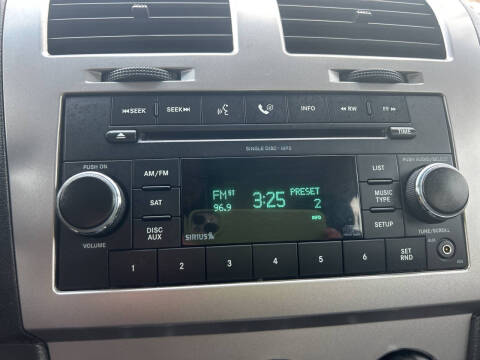 SEEK SEEK INFO RW FF
TIME
SINGLE DISC - MP3
PUSH ON PUSH AUDIO/SELECT
AM/FM LIST
SAT MUSIC TYPE
DISC AUX SETUP
FM ST 3:25 PRESET
96.9 2
INFO
SIRIUS
VOLUME TUNE/SCROLL
1 2 3 4 5 6 SET RND
AUX